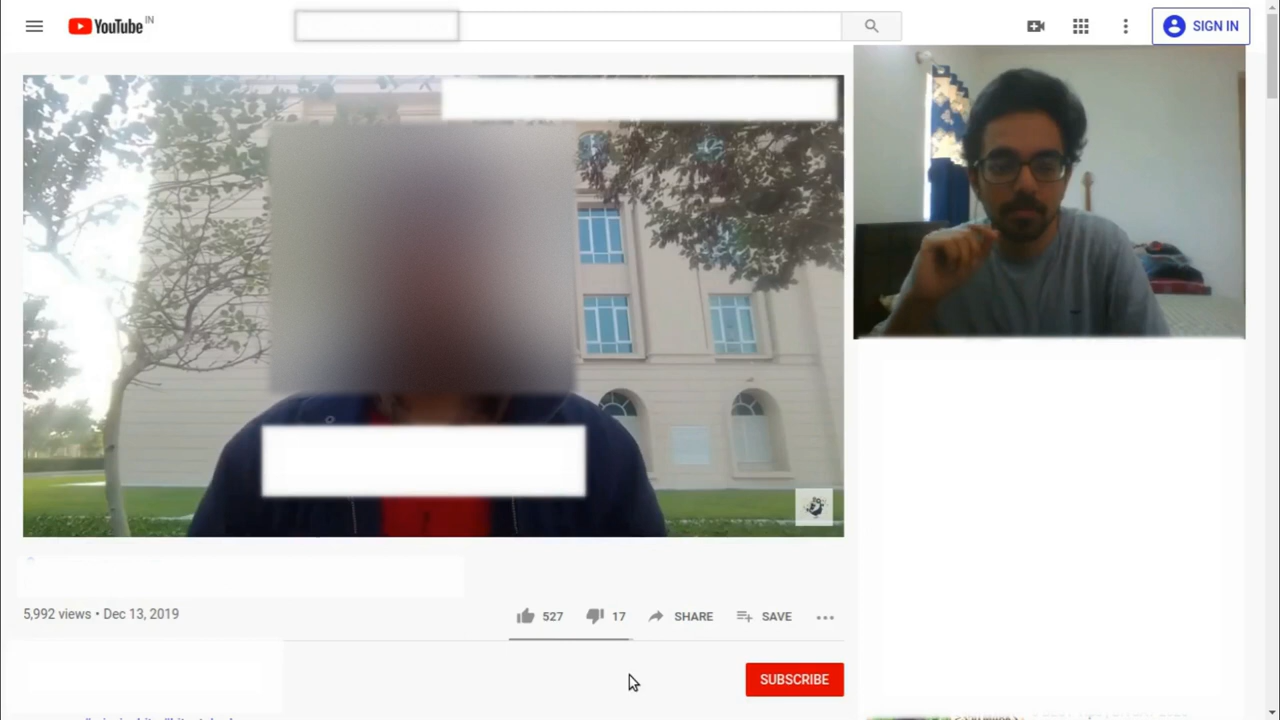 YouTube IN
SIGN IN
5,992 views • Dec 13, 2019
527
17
SHARE
SAVE
SUBSCRIBE